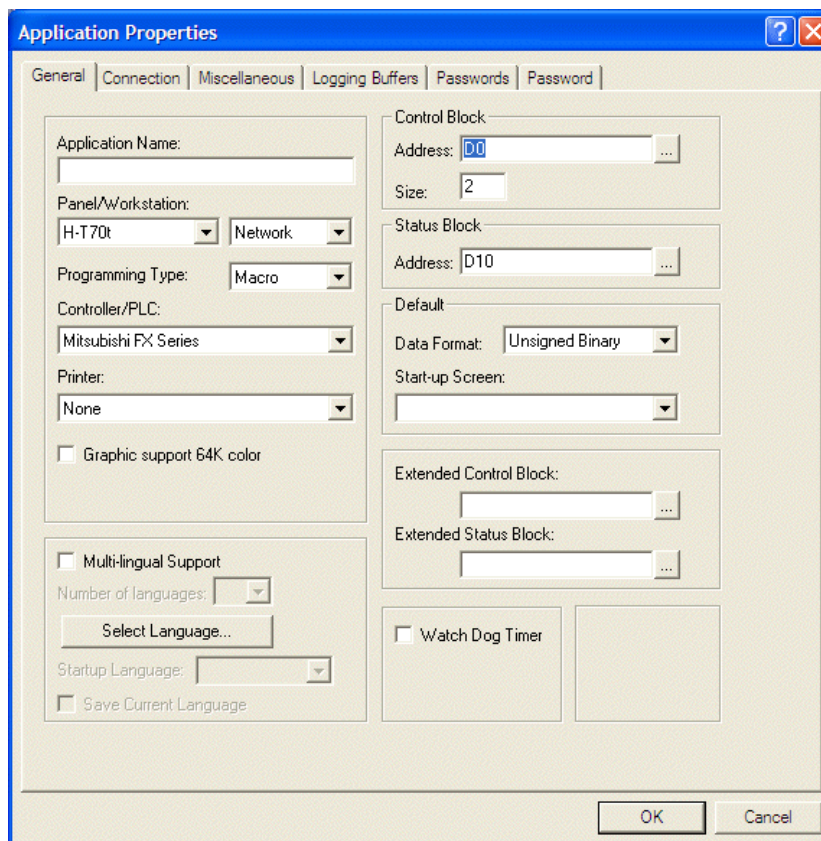 Application Properties
General Connection Miscellaneous Logging Buffers Passwords Password
Application Name:
Panel/Workstation:
H-T70t Network
Programming Type: Macro
Controller/PLC:
Mitsubishi FX Series
Printer:
None
Graphic support 64K color
Multi-lingual Support
Number of languages:
Select Language...
Startup Language:
Save Current Language
Control Block
Address: D0 ...
Size: 2
Status Block
Address: D10 ...
Default
Data Format: Unsigned Binary
Start-up Screen:
Extended Control Block:
...
Extended Status Block:
...
Watch Dog Timer
OK Cancel